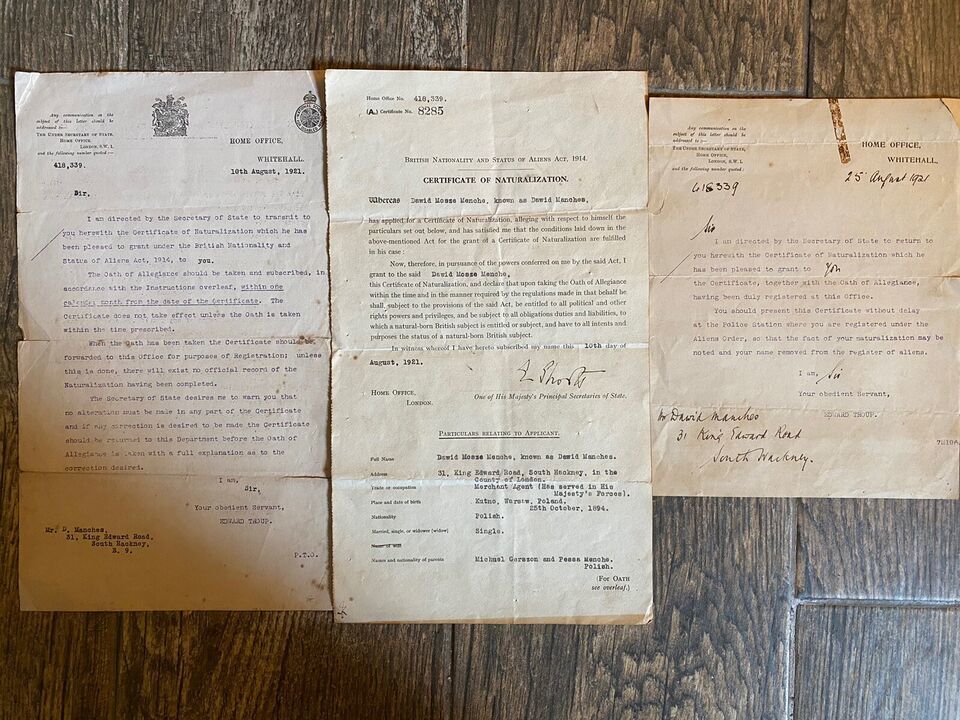 Any communication on the
subject of this letter should be
addressed to—
THE UNDER SECRETARY OF STATE,
HOME OFFICE,
LONDON, S.W. 1.
and the following number quoted :—
418,339.
HOME OFFICE,
WHITEHALL.
10th August, 1921.
Sir,
I am directed by the Secretary of State to transmit to
you herewith the Certificate of Naturalization which he has
been pleased to grant under the British Nationality and
Status of Aliens Act, 1914, to you.
The Oath of Allegiance should be taken and subscribed, in
accordance with the Instructions overleaf, within one
calendar month from the date of the Certificate. The
Certificate does not take effect unless the Oath is taken
within the time prescribed.
When the Oath has been taken the Certificate should be
forwarded to this Office for purposes of Registration; unless
this is done, there will exist no official record of the
Naturalization having been completed.
The Secretary of State desires me to warn you that
no alteration must be made in any part of the Certificate
and if any correction is desired to be made the Certificate
should be returned to this Department before the Oath of
Allegiance is taken with a full explanation as to the
correction desired.
I am,
Sir,
Your obedient Servant,
EDWARD TROUP.
Mr. D. Manches,
31, King Edward Road,
South Hackney,
E. 9.
P.T.O.
Home Office No. 418,339.
(A.) Certificate No. 8285
BRITISH NATIONALITY AND STATUS OF ALIENS ACT, 1914.
CERTIFICATE OF NATURALIZATION.
Whereas Dawid Mosze Menche, known as Dawid Manches,
has applied for a Certificate of Naturalization, alleging with respect to himself the
particulars set out below, and has satisfied me that the conditions laid down in the
above-mentioned Act for the grant of a Certificate of Naturalization are fulfilled
in his case :
Now, therefore, in pursuance of the powers conferred on me by the said Act, I
grant to the said Dawid Mosze Menche,
this Certificate of Naturalization, and declare that upon taking the Oath of Allegiance
within the time and in the manner required by the regulations made in that behalf he
shall, subject to the provisions of the said Act, be entitled to all political and other
rights powers and privileges, and be subject to all obligations duties and liabilities, to
which a natural-born British subject is entitled or subject, and have to all intents and
purposes the status of a natural-born British subject.
In witness whereof I have hereto subscribed my name this 10th day of
August, 1921.
HOME OFFICE,
LONDON.
One of His Majesty's Principal Secretaries of State.
PARTICULARS RELATING TO APPLICANT.
Full Name Dawid Mosze Menche, known as Dawid Manches.
Address 31, King Edward Road, South Hackney, in the
County of London.
Trade or occupation Merchant Agent (Has served in His
Majesty's Forces).
Place and date of birth Kutno, Warsaw, Poland.
25th October, 1894.
Nationality Polish.
Married, single, or widower (widow) Single.
Name of wife
Names and nationality of parents Michael Gerszon and Pessa Menche.
Polish.
(For OATH
see overleaf.)
Any communication on the
subject of this letter should be
addressed to—
THE UNDER SECRETARY OF STATE,
HOME OFFICE,
LONDON, S.W. 1.
and the following number quoted :
418339
HOME OFFICE,
WHITEHALL,
25 August 1921
Sir
I am directed by the Secretary of State to return to
you herewith the Certificate of Naturalization which he
has been pleased to grant to you
the Certificate, together with the Oath of Allegiance,
having been duly registered at this Office.
You should present this Certificate without delay
at the Police Station where you are registered under the
Aliens Order, so that the fact of your naturalization may be
noted and your name removed from the register of aliens.
I am, Sir
Your obedient Servant,
EDWARD TROUP.
Mr Dawid Manches
31 King Edward Road
South Hackney.